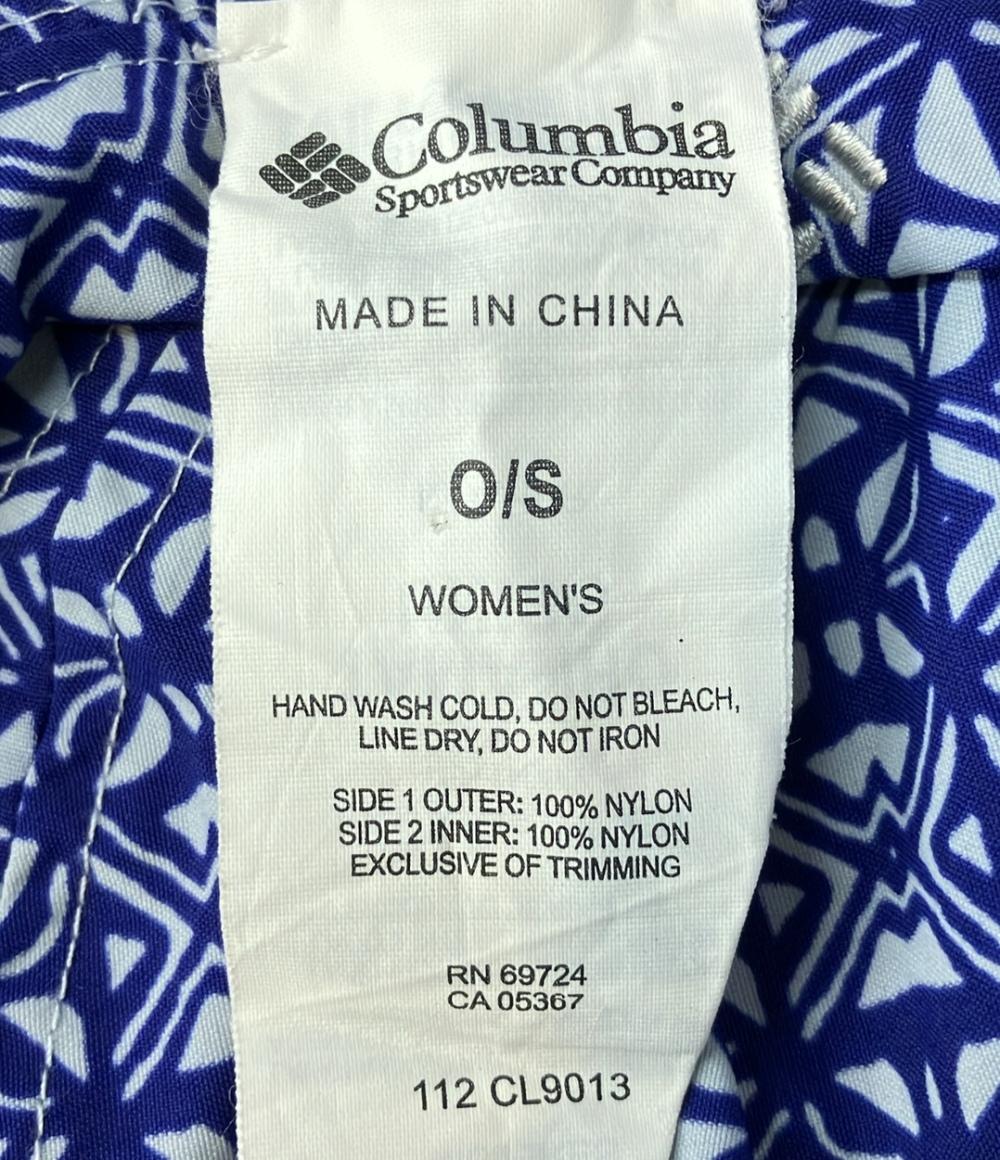 Columbia
Sportswear Company
MADE IN CHINA
O/S
WOMEN'S
HAND WASH COLD, DO NOT BLEACH,
LINE DRY, DO NOT IRON
SIDE 1 OUTER: 100% NYLON
SIDE 2 INNER: 100% NYLON
EXCLUSIVE OF TRIMMING
RN 69724
CA 05367
112 CL9013